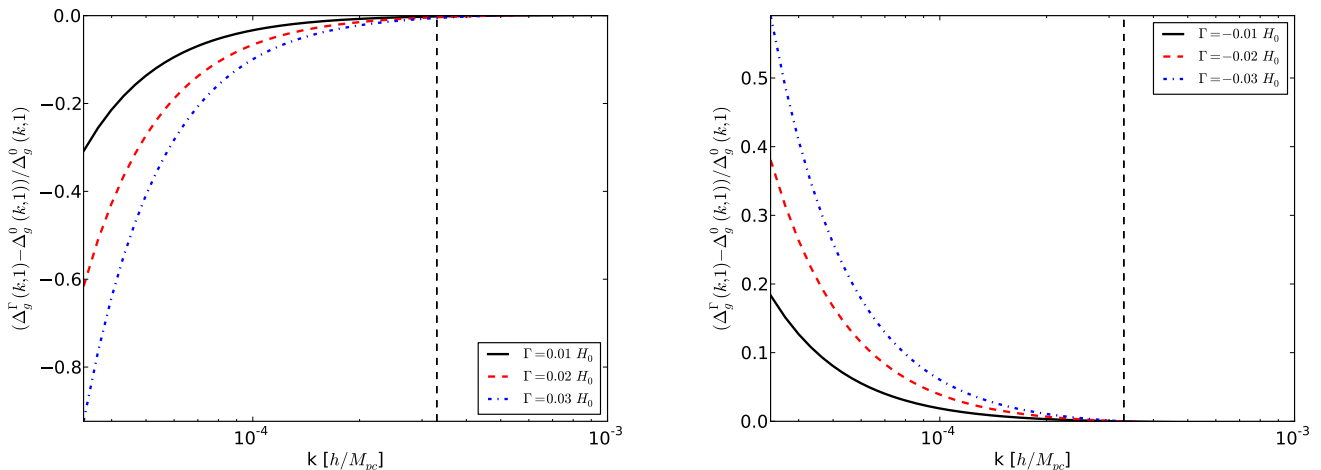 0.0
−0.2
−0.4
−0.6
−0.8
(Δ_g^Γ (k,1)−Δ_g^0 (k,1))/Δ_g^0 (k,1)
Γ=0.01 H_0
Γ=0.02 H_0
Γ=0.03 H_0
10^−4
10^−3
k [h/M_pc]
0.5
0.4
0.3
0.2
0.1
0.0
(Δ_g^Γ (k,1)−Δ_g^0 (k,1))/Δ_g^0 (k,1)
Γ=−0.01 H_0
Γ=−0.02 H_0
Γ=−0.03 H_0
10^−4
10^−3
k [h/M_pc]